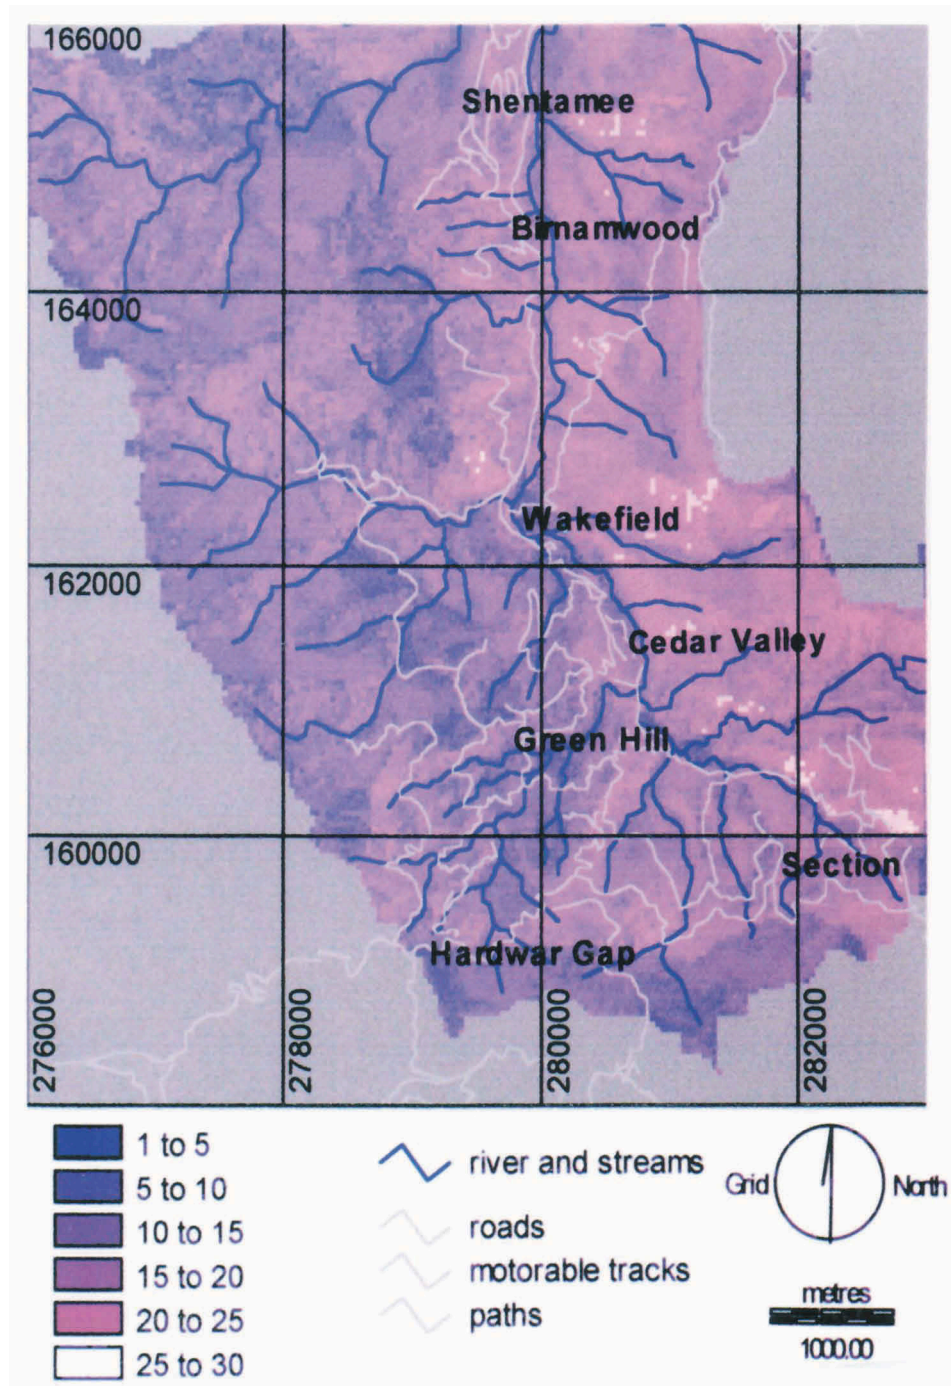 166000
Shentamee
Birnamwood
164000
Wakefield
162000
Cedar Valley
Green Hill
160000
Section
Hardwar Gap
276000
278000
280000
282000
1 to 5
5 to 10
10 to 15
15 to 20
20 to 25
25 to 30
river and streams
roads
motorable tracks
paths
Grid North
metres
1000.00